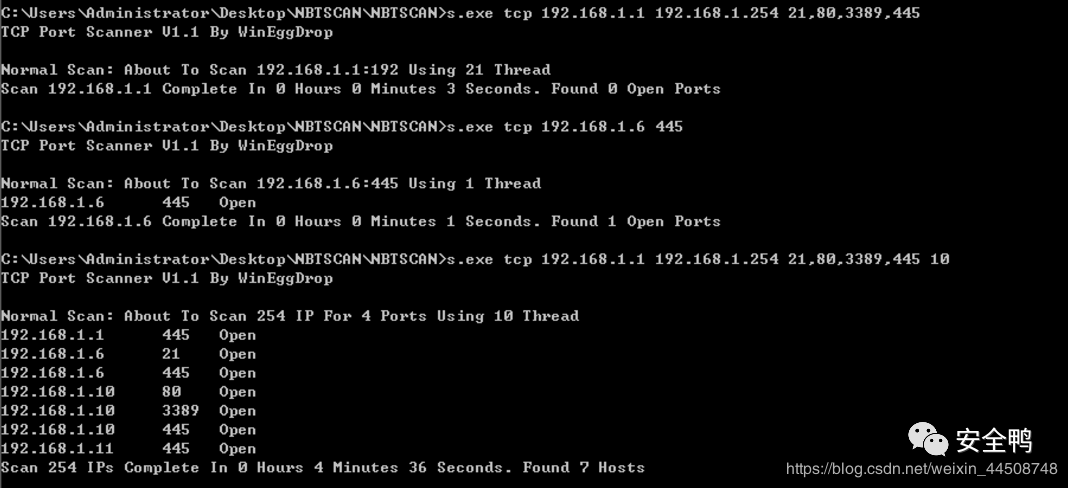 C:\Users\Administrator\Desktop\NBTSCAN\NBTSCAN>s.exe tcp 192.168.1.1 192.168.1.254 21,80,3389,445
TCP Port Scanner V1.1 By WinEggDrop
Normal Scan: About To Scan 192.168.1.1:192 Using 21 Thread
Scan 192.168.1.1 Complete In 0 Hours 0 Minutes 3 Seconds. Found 0 Open Ports
C:\Users\Administrator\Desktop\NBTSCAN\NBTSCAN>s.exe tcp 192.168.1.6 445
TCP Port Scanner V1.1 By WinEggDrop
Normal Scan: About To Scan 192.168.1.6:445 Using 1 Thread
192.168.1.6 445 Open
Scan 192.168.1.6 Complete In 0 Hours 0 Minutes 1 Seconds. Found 1 Open Ports
C:\Users\Administrator\Desktop\NBTSCAN\NBTSCAN>s.exe tcp 192.168.1.1 192.168.1.254 21,80,3389,445 10
TCP Port Scanner V1.1 By WinEggDrop
Normal Scan: About To Scan 254 IP For 4 Ports Using 10 Thread
192.168.1.1 445 Open
192.168.1.6 21 Open
192.168.1.6 445 Open
192.168.1.10 80 Open
192.168.1.10 3389 Open
192.168.1.10 445 Open
192.168.1.11 445 Open
Scan 254 IPs Complete In 0 Hours 4 Minutes 36 Seconds. Found 7 Hosts
安全鸭
https://blog.csdn.net/weixin_44508748